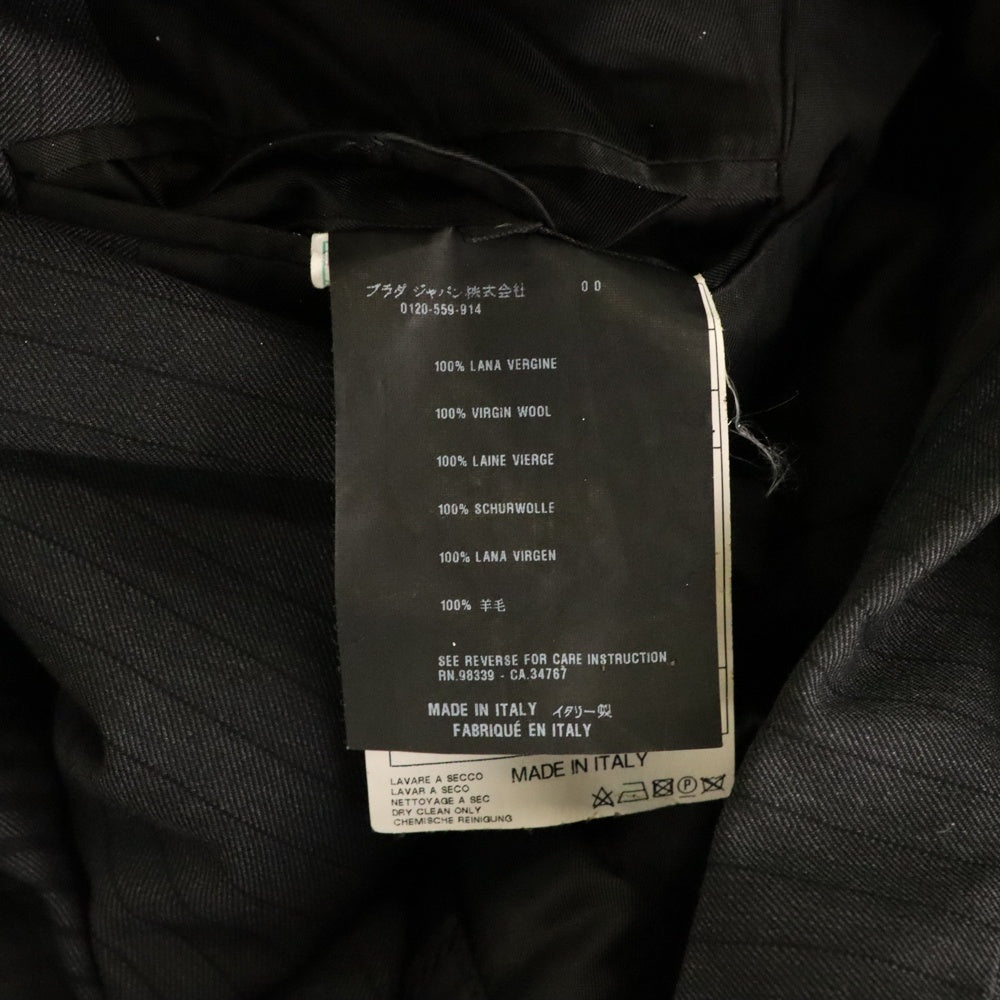 プラダ ジャパン株式会社 00
0120-559-914
100% LANA VERGINE
100% VIRGIN WOOL
100% LAINE VIERGE
100% SCHURWOLLE
100% LANA VIRGEN
100% 羊毛
SEE REVERSE FOR CARE INSTRUCTION.
RN.98339 - CA.34767
MADE IN ITALY イタリー製
FABRIQUÉ EN ITALY
MADE IN ITALY
LAVARE A SECCO
LAVAR A SECO
NETTOYAGE A SEC
DRY CLEAN ONLY
CHEMISCHE REINIGUNG
P